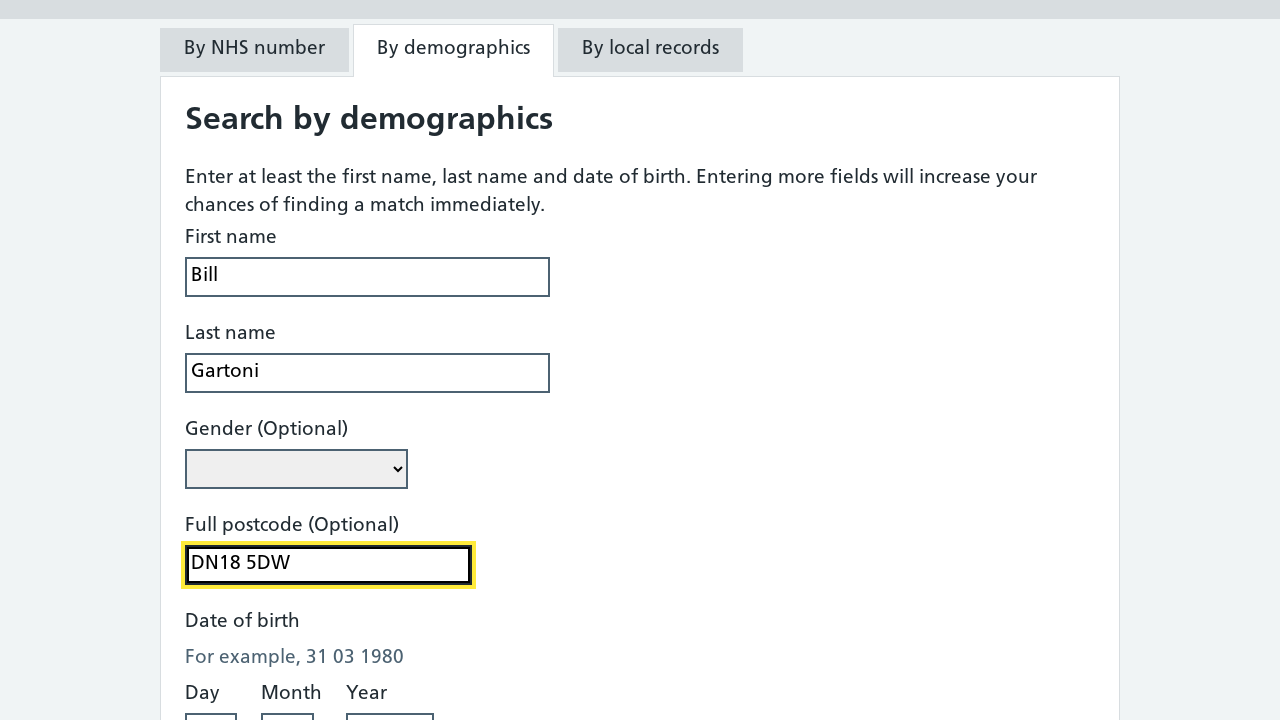 By NHS number
By demographics
By local records
Search by demographics
Enter at least the first name, last name and date of birth. Entering more fields will increase your
chances of finding a match immediately.
First name
Bill
Last name
Gartoni
Gender (Optional)
Full postcode (Optional)
DN18 5DW
Date of birth
For example, 31 03 1980
Day
Month
Year